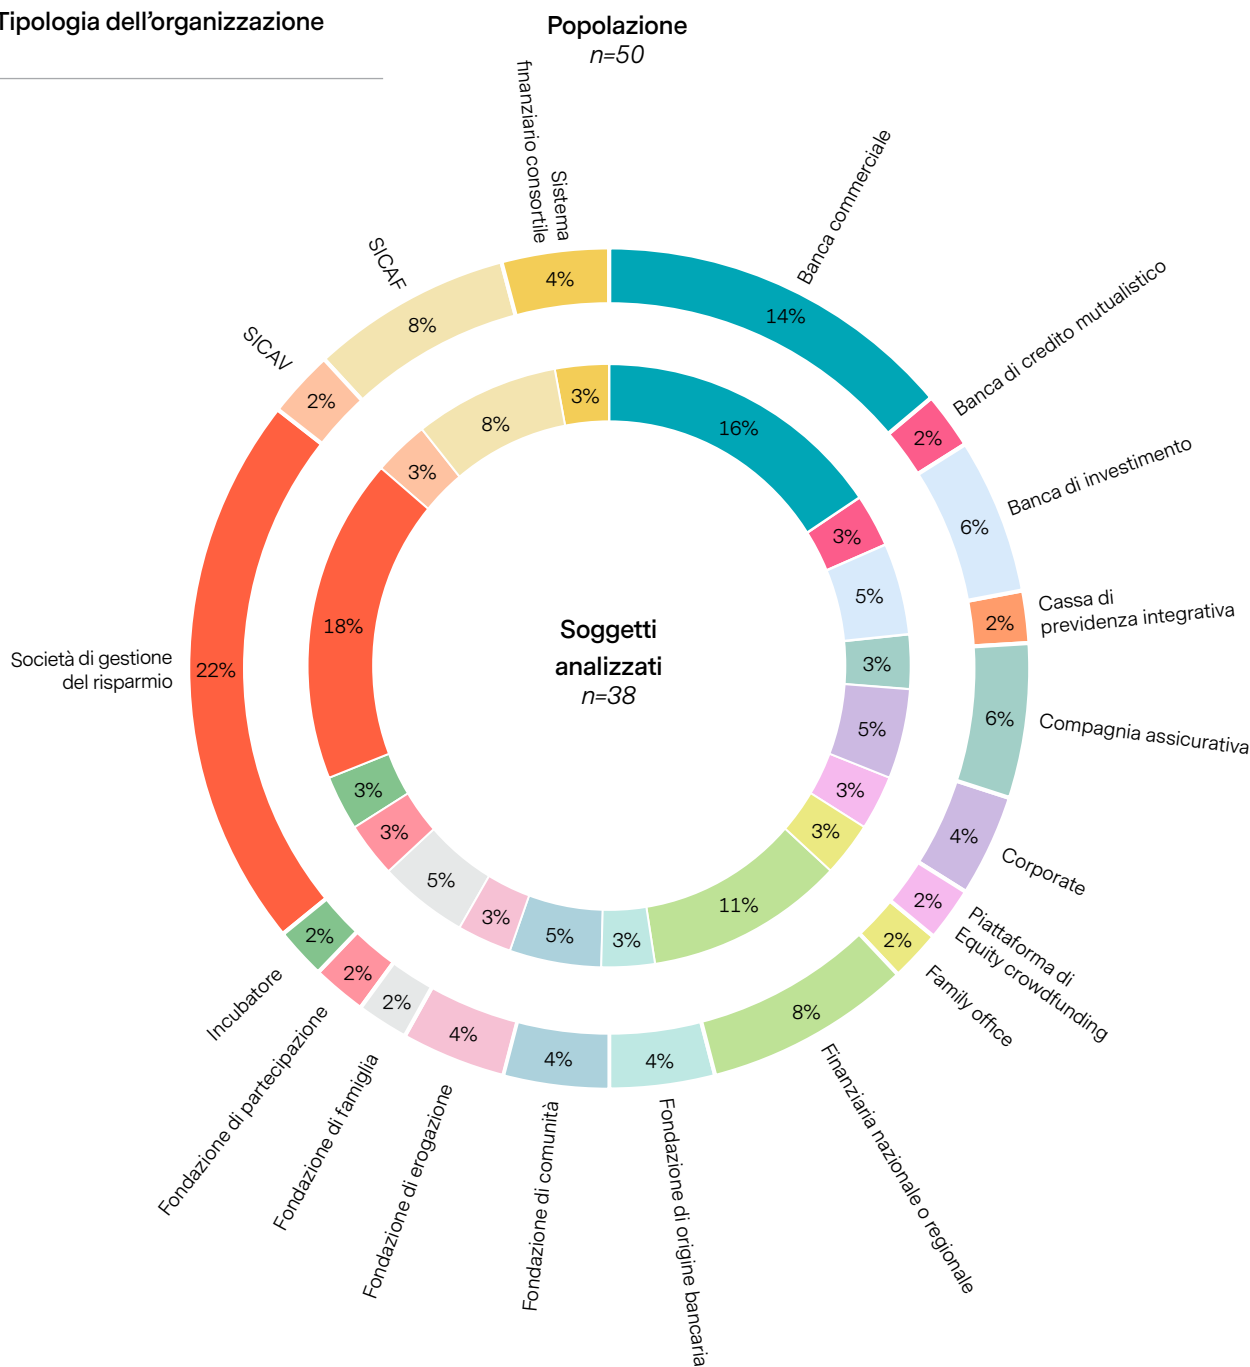 Tipologia dell'organizzazione
Popolazione
n=50
Sistema
finanziario consortile
4%
Banca commerciale
14%
Banca di credito mutualistico
2%
Banca di investimento
6%
Cassa di
previdenza integrativa
2%
Compagnia assicurativa
6%
Corporate
4%
Piattaforma di
Equity crowdfunding
2%
Family office
2%
Finanziaria nazionale o regionale
8%
Fondazione di origine bancaria
4%
Fondazione di comunità
4%
Fondazione di erogazione
4%
Fondazione di famiglia
2%
Fondazione di partecipazione
2%
Incubatore
2%
Società di gestione
del risparmio
22%
SICAV
2%
SICAF
8%
Soggetti
analizzati
n=38
16%
3%
5%
3%
5%
3%
3%
11%
3%
5%
3%
5%
3%
3%
18%
3%
8%
3%